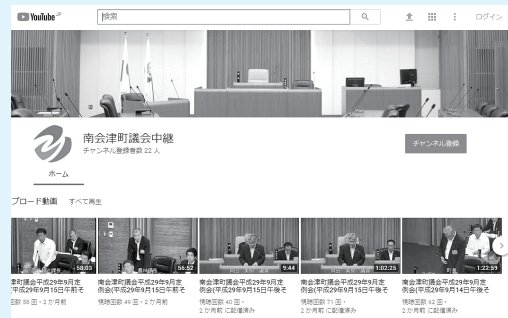 YouTube JP
検索
ログイン
南会津町議会中継
チャンネル登録者数 22 人
チャンネル登録
ホーム
プロード動画 すべて再生
58:03
56:52
9:44
1:02:25
1:22:59
津町議会平成29年9月定
例会(平成29年9月15日午前そ
回数 58 回・2 か月前
南会津町議会平成29年9月定
例会(平成29年9月15日午前そ
視聴回数 49 回・2 か月前
南会津町議会平成29年9月定
例会(平成29年9月15日午後そ
視聴回数 40 回・
2 か月前 に配信済み
南会津町議会平成29年9月定
例会(平成29年9月15日午後そ
視聴回数 71 回・
2 か月前 に配信済み
南会津町議会平成29年9月定
例会(平成29年9月14日午後そ
視聴回数 62 回・
2 か月前 に配信済み